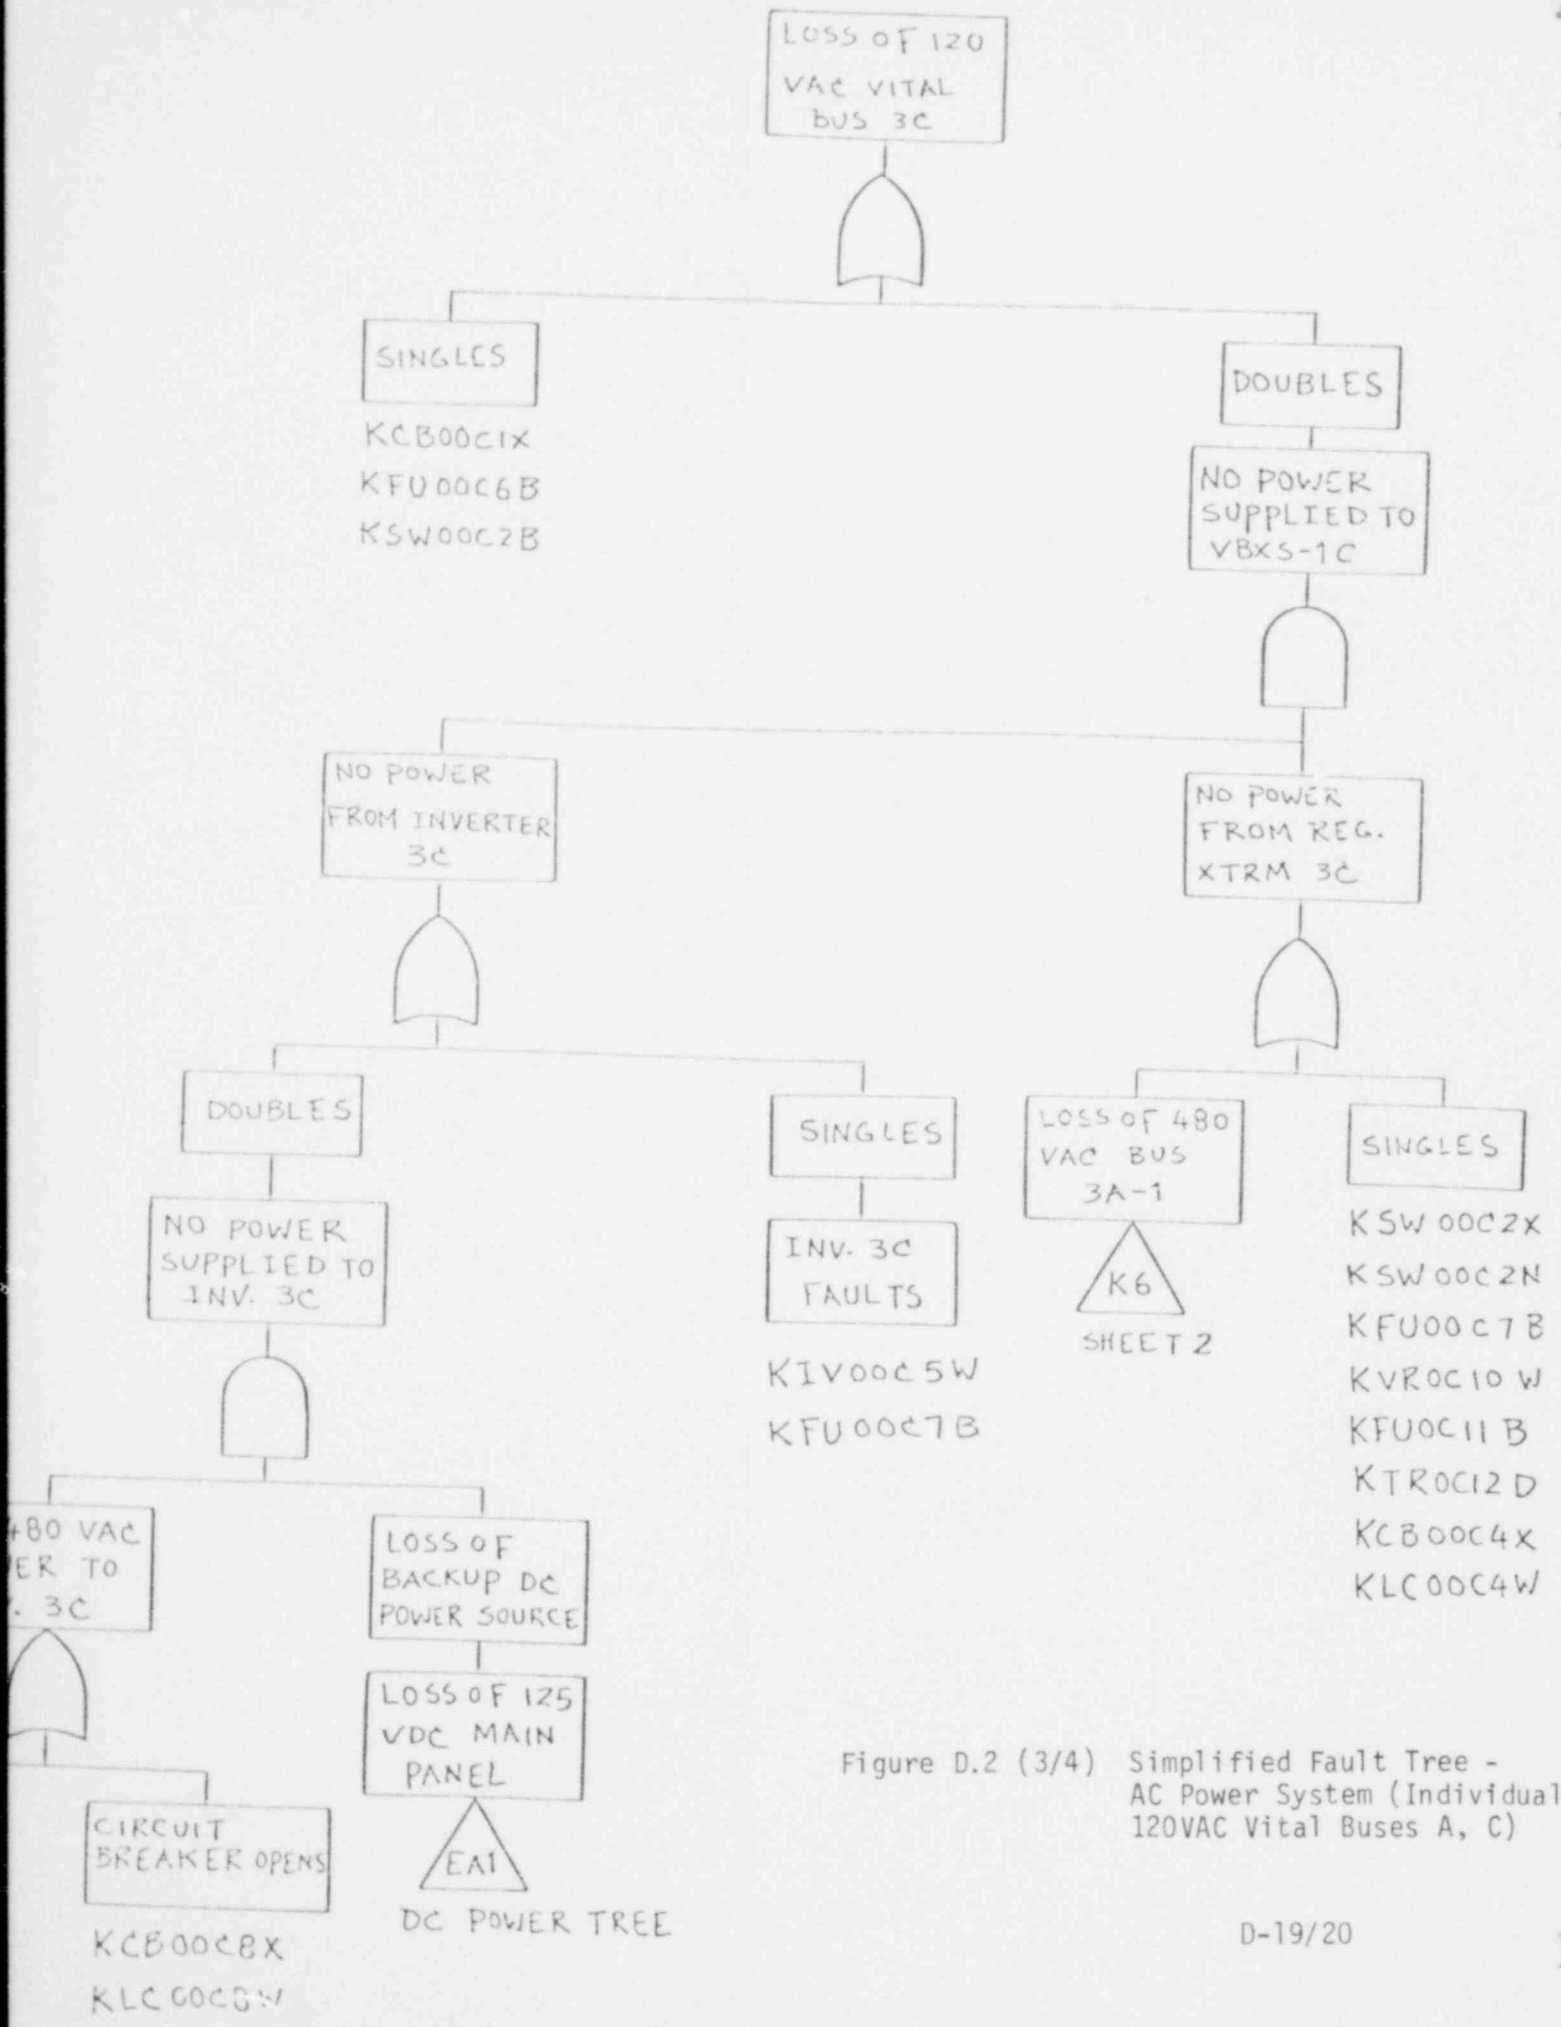 LOSS OF 120
VAC VITAL
BUS 3C
SINGLES
KCB00C1X
KFU00C6B
KSW00C2B
DOUBLES
NO POWER
SUPPLIED TO
VBXS-1C
NO POWER
FROM INVERTER
3C
NO POWER
FROM REG.
XTRM 3C
DOUBLES
NO POWER
SUPPLIED TO
INV. 3C
SINGLES
INV. 3C
FAULTS
KIV00C5W
KFU00C7B
LOSS OF 480
VAC BUS
3A-1
K6
SHEET 2
SINGLES
KSW00C2X
KSW00C2N
KFU00C7B
KVR0C10W
KFU0C11B
KTR0C12D
KCB00C4X
KLC00C4W
480 VAC
ER TO
. 3C
LOSS OF
BACKUP DC
POWER SOURCE
LOSS OF 125
VDC MAIN
PANEL
EA1
DC POWER TREE
CIRCUIT
BREAKER OPENS
KCB00C8X
KLC00C8W
Figure D.2 (3/4) Simplified Fault Tree -
AC Power System (Individual
120VAC Vital Buses A, C)
D-19/20